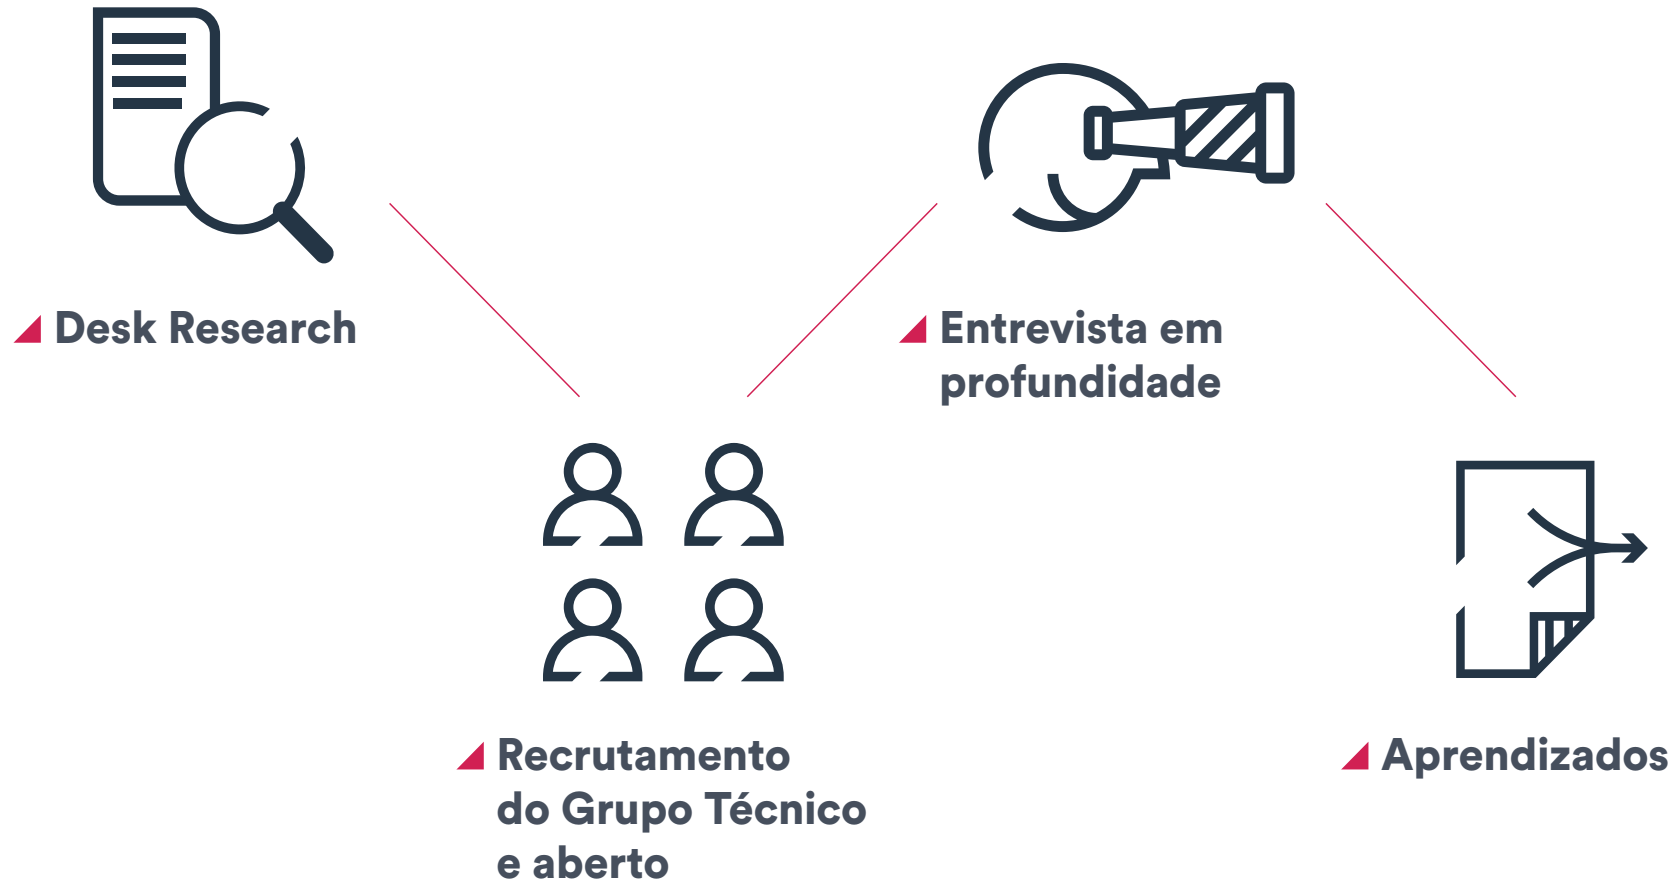 Desk Research
Recrutamento
do Grupo Técnico
e aberto
Entrevista em
profundidade
Aprendizados